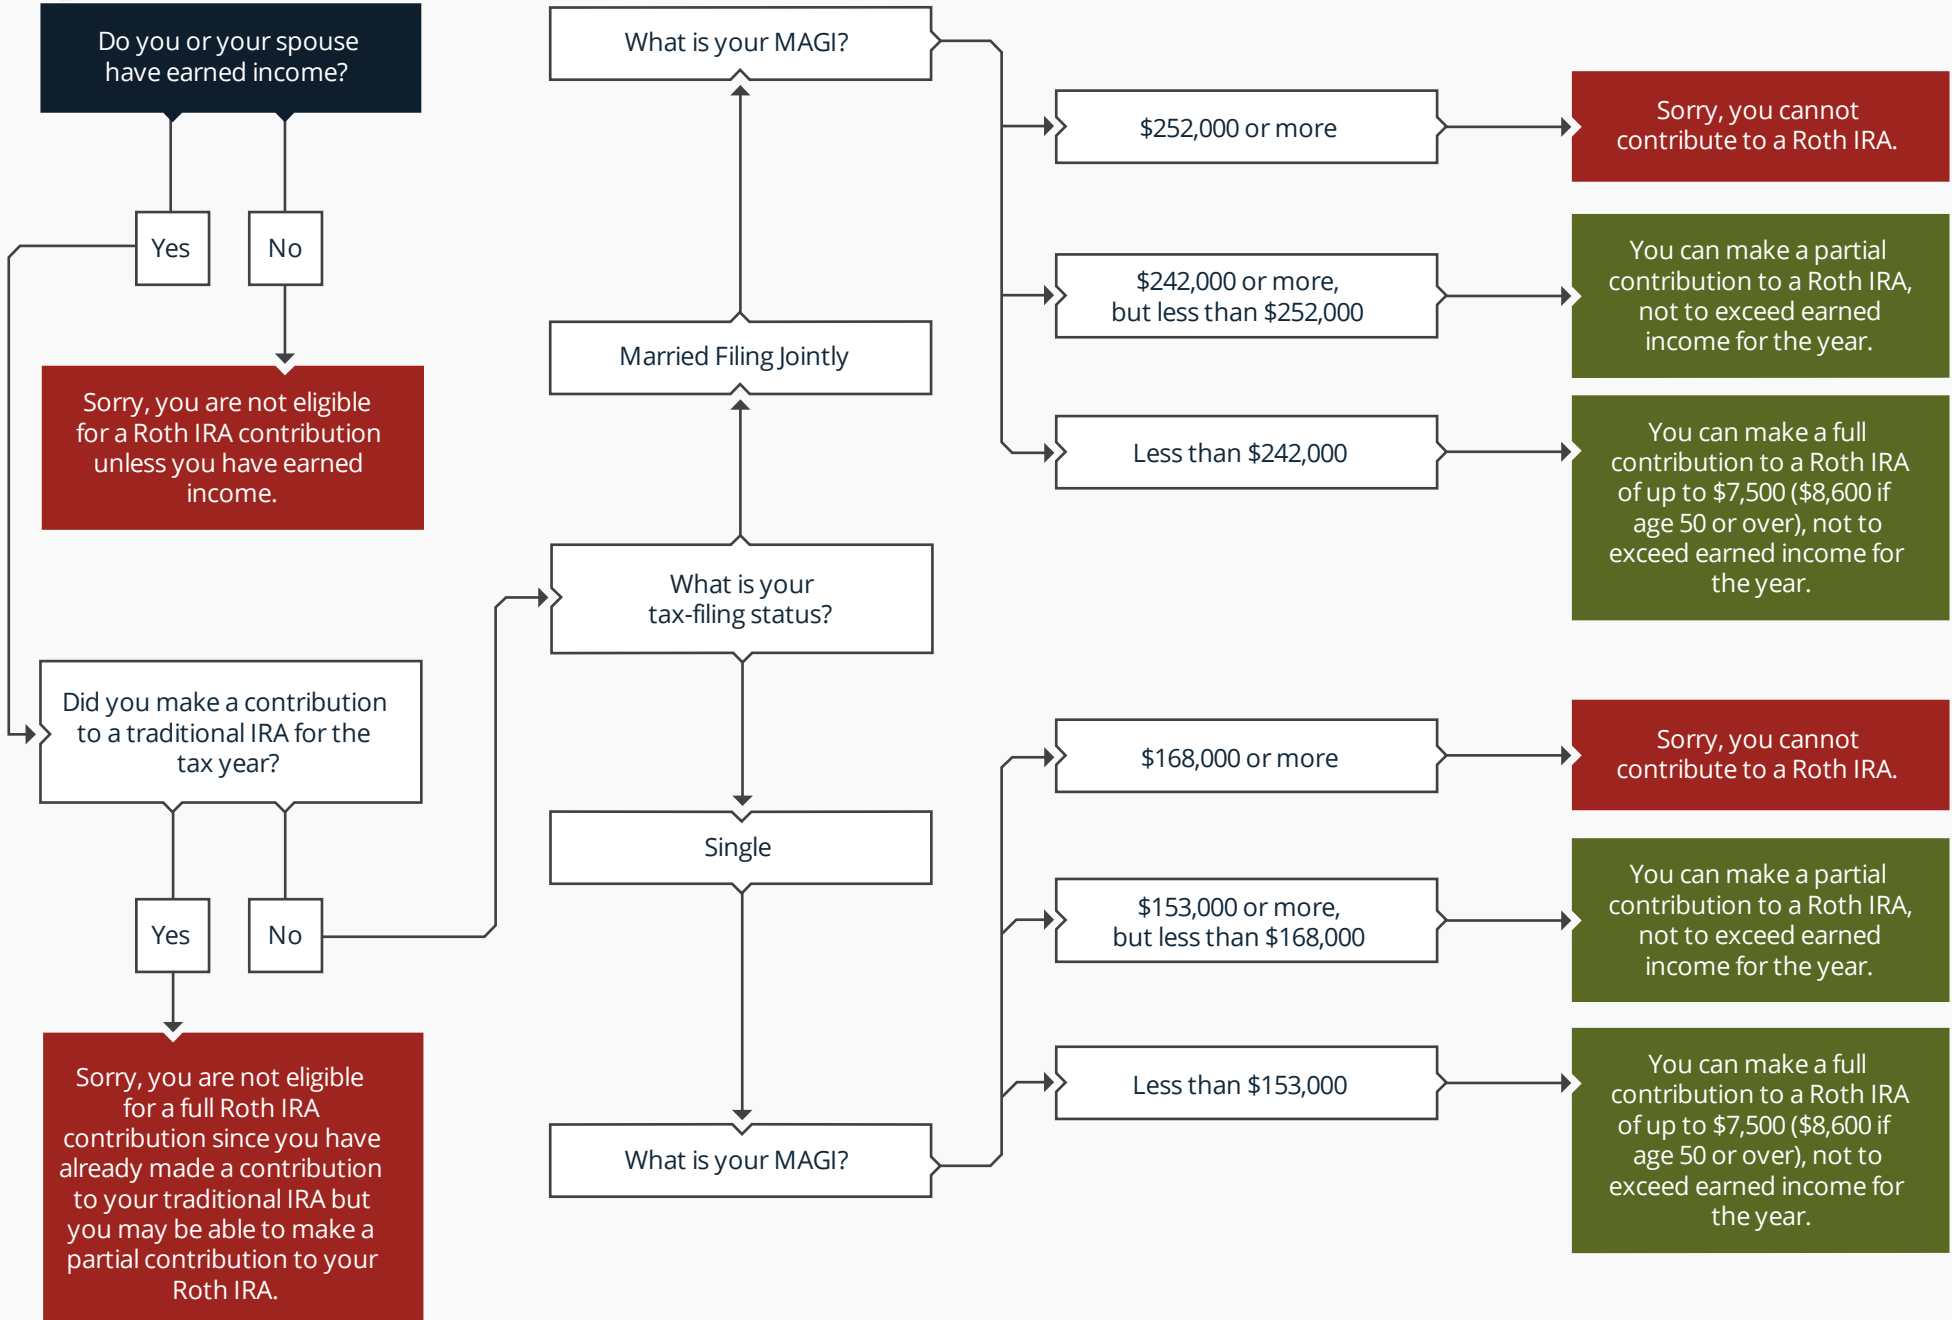 Do you or your spouse
have earned income?
Yes
No
Sorry, you are not eligible
for a Roth IRA contribution
unless you have earned
income.
Did you make a contribution
to a traditional IRA for the
tax year?
Yes
No
Sorry, you are not eligible
for a full Roth IRA
contribution since you have
already made a contribution
to your traditional IRA but
you may be able to make a
partial contribution to your
Roth IRA.
What is your
tax-filing status?
Married Filing Jointly
What is your MAGI?
$252,000 or more
Sorry, you cannot
contribute to a Roth IRA.
$242,000 or more,
but less than $252,000
You can make a partial
contribution to a Roth IRA,
not to exceed earned
income for the year.
Less than $242,000
You can make a full
contribution to a Roth IRA
of up to $7,500 ($8,600 if
age 50 or over), not to
exceed earned income for
the year.
Single
What is your MAGI?
$168,000 or more
Sorry, you cannot
contribute to a Roth IRA.
$153,000 or more,
but less than $168,000
You can make a partial
contribution to a Roth IRA,
not to exceed earned
income for the year.
Less than $153,000
You can make a full
contribution to a Roth IRA
of up to $7,500 ($8,600 if
age 50 or over), not to
exceed earned income for
the year.